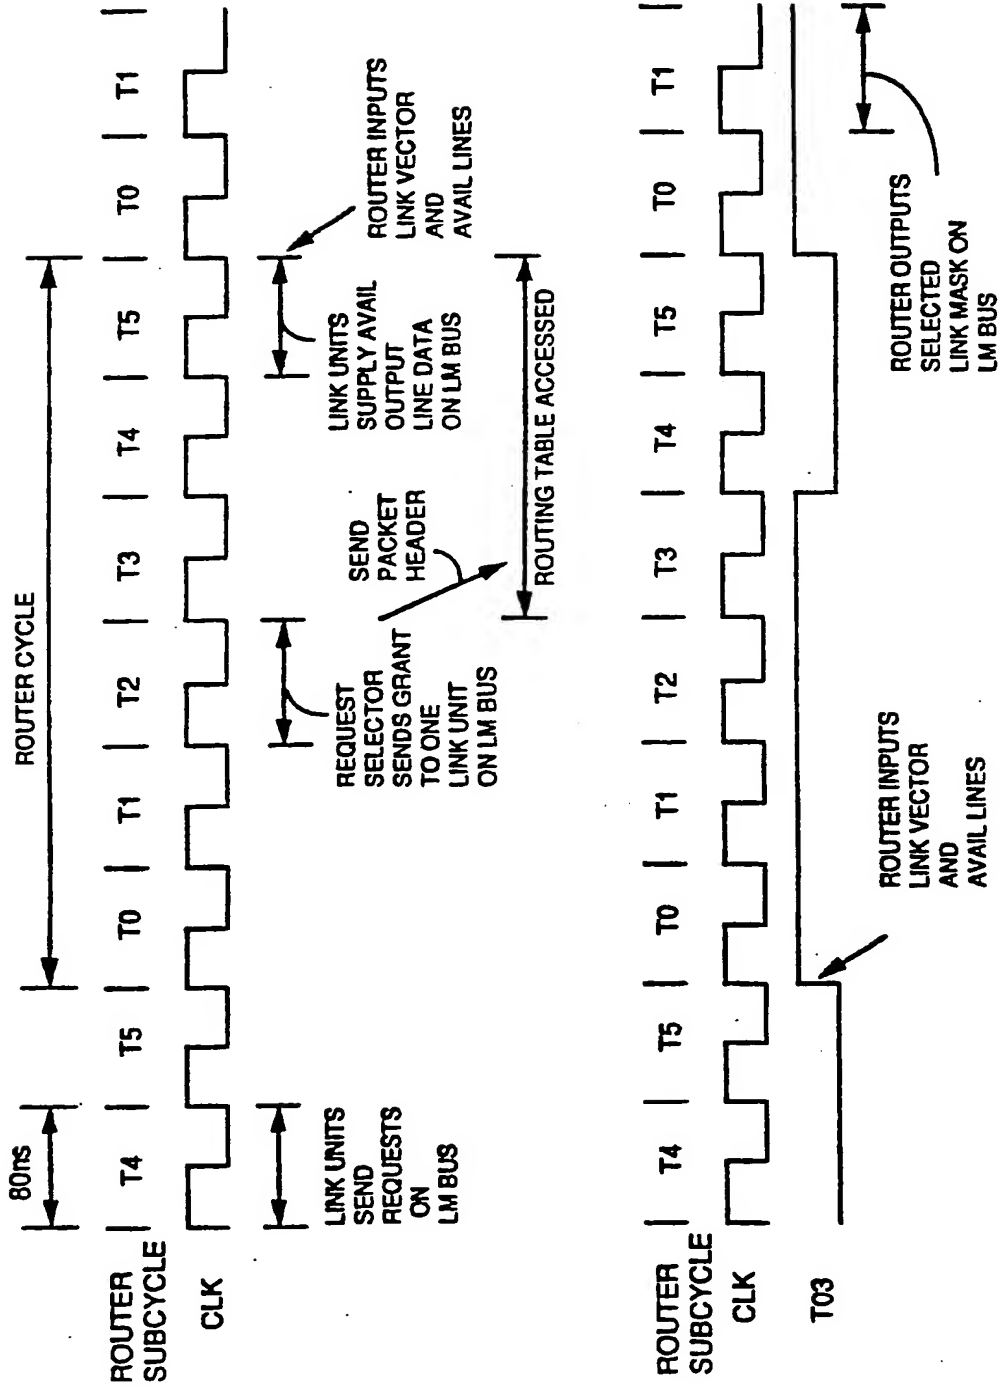 ROUTER CYCLE
80ns
ROUTER
SUBCYCLE
T4 T5 T0 T1 T2 T3 T4 T5 T0 T1
CLK
LINK UNITS
SEND
REQUESTS
ON
LM BUS
REQUEST
SELECTOR
SENDS GRANT
TO ONE
LINK UNIT
ON LM BUS
SEND
PACKET
HEADER
LINK UNITS
SUPPLY AVAIL
OUTPUT
LINE DATA
ON LM BUS
ROUTER INPUTS
LINK VECTOR
AND
AVAIL LINES
ROUTING TABLE ACCESSED
ROUTER
SUBCYCLE
T4 T5 T0 T1 T2 T3 T4 T5 T0 T1
CLK
T03
ROUTER INPUTS
LINK VECTOR
AND
AVAIL LINES
ROUTER OUTPUTS
SELECTED
LINK MASK ON
LM BUS